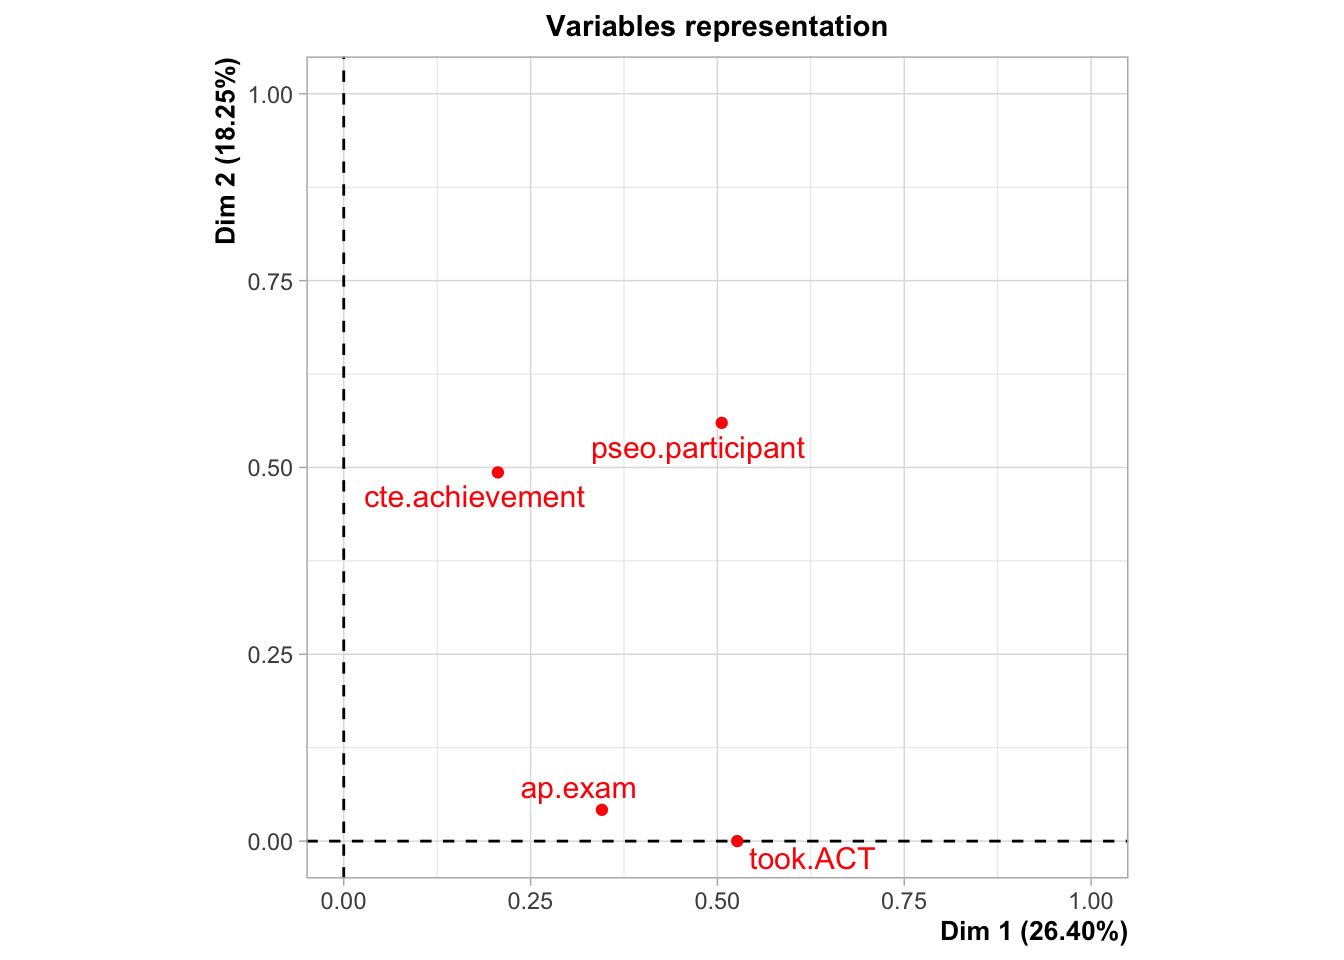 Variables representation
Dim 2 (18.25%)
1.00
0.75
pseo.participant
0.50
cte.achievement
0.25
ap.exam
0.00
took.ACT
0.00 0.25 0.50 0.75 1.00
Dim 1 (26.40%)